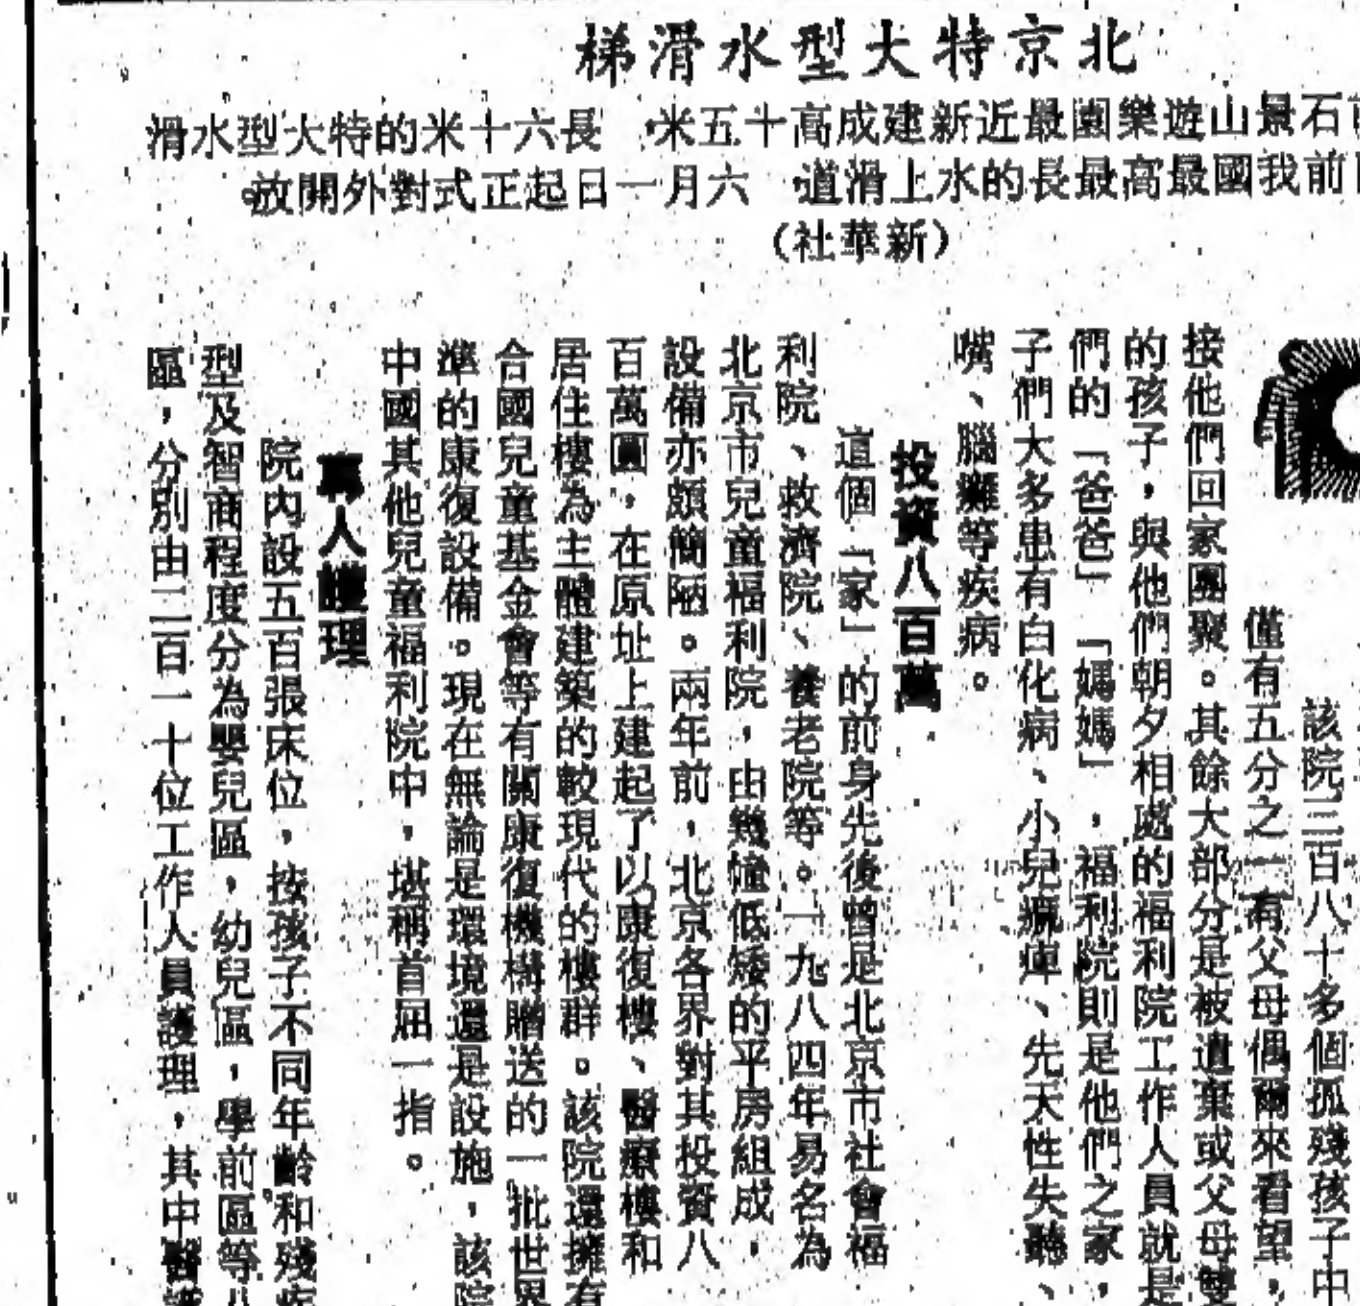 北京特大型水滑梯
石景山遊樂園最近新建成高十五米，長六十米的特大型水滑
前我國最高最長的水上滑道，六月一日起正式對外開放。
（新華社）
該院三百八十多個孤殘孩子中
僅有五分之一有父母偶爾來看望，
接他們回家團聚。其餘大部分是被遺棄或父母雙
的孩子，與他們朝夕相處的福利院工作人員就是
們的「爸爸」「媽媽」，福利院則是他們之家，
子們大多患有白化病、小兒痲痺、先天性失聽、
嘴、腦癱等疾病。
投資八百萬
道個「家」的前身先後曾是北京市社會福
利院、救濟院、養老院等。一九八四年易名為
北京市兒童福利院，由幾幢低矮的平房組成，
設備亦頗簡陋。兩年前，北京各界對其投資八
百萬圓，在原址上建起了以康復樓、醫療樓和
居住樓為主體建築的較現代的樓群。該院還擁有
合國兒童基金會等有關康復機構贈送的一批世界
準的康復設備。現在無論是環境還是設施，該院
中國其他兒童福利院中，堪稱首屈一指。
專人護理
院內設五百張床位，按孩子不同年齡和殘疾
型及智商程度分為嬰兒區，幼兒區，學前區等八
區，分別由二百一十位工作人員護理，其中醫護